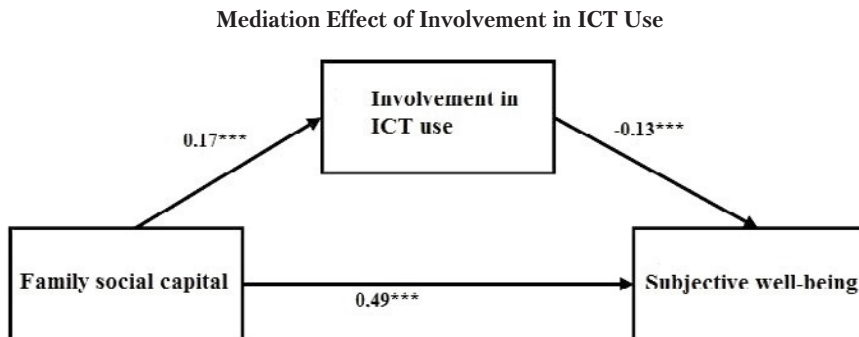 Mediation Effect of Involvement in ICT Use
Involvement in
ICT use
0.17***
-0.13***
Family social capital
Subjective well-being
0.49***